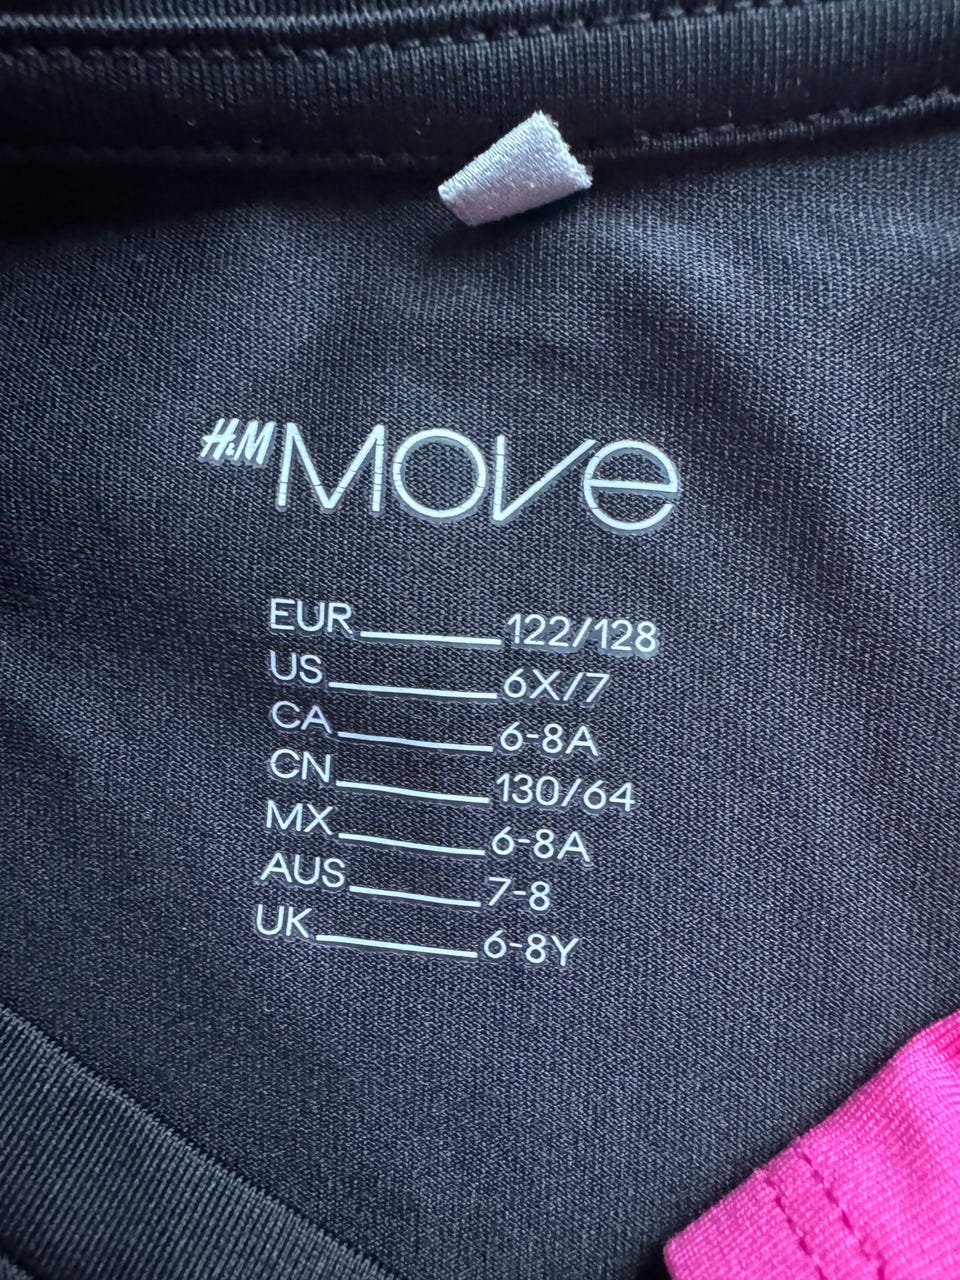 H&M MOVE
EUR 122/128
US 6X/7
CA 6-8A
CN 130/64
MX 6-8A
AUS 7-8
UK 6-8Y